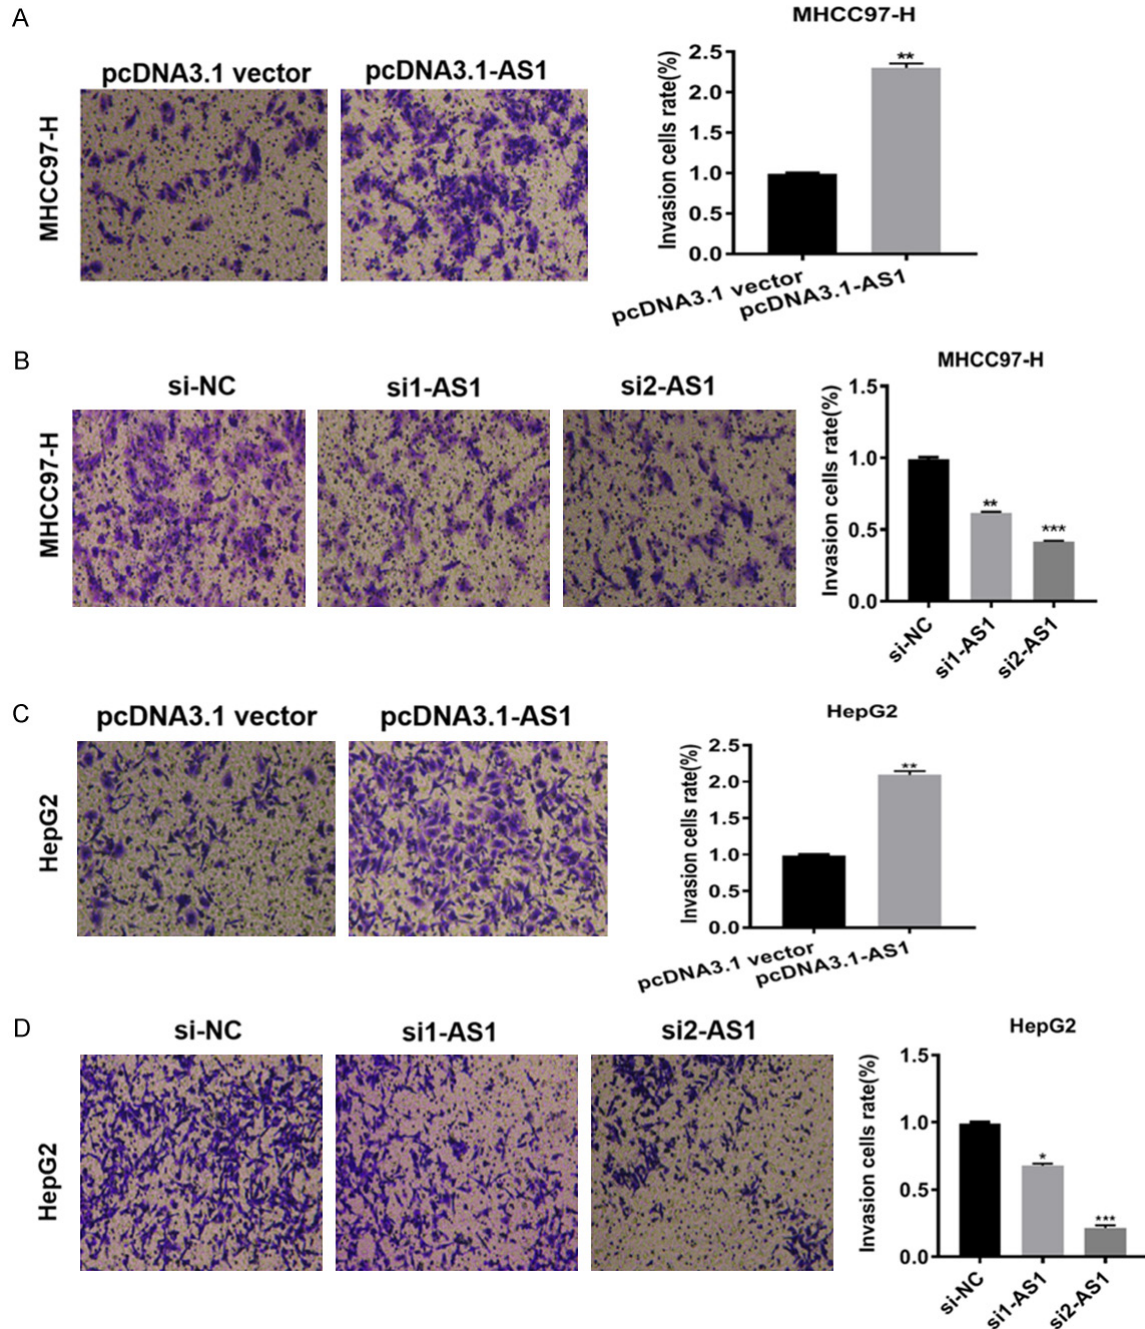 A
MHCC97-H
pcDNA3.1 vector
pcDNA3.1-AS1
MHCC97-H
Invasion cells rate(%)
2.5
2.0
1.5
1.0
0.5
0.0
**
pcDNA3.1 vector
pcDNA3.1-AS1
B
MHCC97-H
si-NC
si1-AS1
si2-AS1
MHCC97-H
Invasion cells rate(%)
1.5
1.0
0.5
0.0
**
***
si-NC
si1-AS1
si2-AS1
C
HepG2
pcDNA3.1 vector
pcDNA3.1-AS1
HepG2
Invasion cells rate(%)
2.5
2.0
1.5
1.0
0.5
0.0
**
pcDNA3.1 vector
pcDNA3.1-AS1
D
HepG2
si-NC
si1-AS1
si2-AS1
HepG2
Invasion cells rate(%)
1.5
1.0
0.5
0.0
*
***
si-NC
si1-AS1
si2-AS1